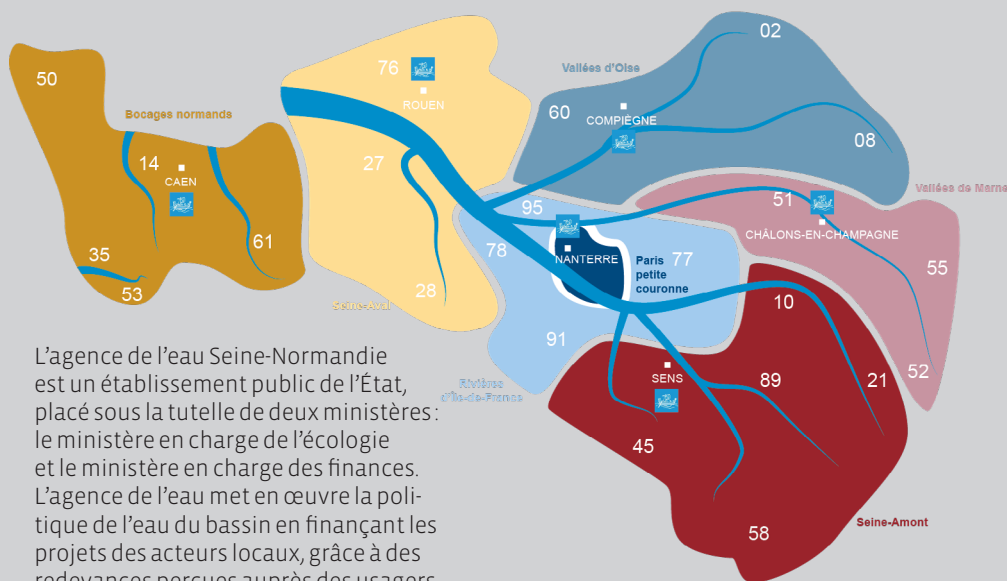 50
Bocages normands
14
CAEN
35
53
61
76
ROUEN
27
28
Seine-Aval
Vallées d'Oise
02
60
COMPIÈGNE
08
95
78
NANTERRE
Paris
petite
couronne
77
91
Rivières
d'Île-de-France
Vallées de Marne
51
CHÂLONS-EN-CHAMPAGNE
55
52
10
SENS
89
21
45
58
Seine-Amont
L'agence de l'eau Seine-Normandie
est un établissement public de l'État,
placé sous la tutelle de deux ministères :
le ministère en charge de l'écologie
et le ministère en charge des finances.
L'agence de l'eau met en œuvre la poli-
tique de l'eau du bassin en finançant les
projets des acteurs locaux, grâce à des
redevances perçues auprès des usagers